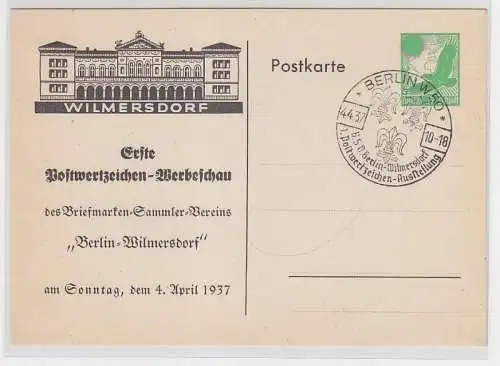 WILMERSDORF
Erste
Postwertzeichen-Werbeschau
des Briefmarken-Sammler-Vereins
„Berlin-Wilmersdorf"
am Sonntag, dem 4. April 1937
Postkarte
* BERLIN W50 *
4.4.37
10-18
B.S.V. Berlin-Wilmersdorf
1. Postwertzeichen-Ausstellung